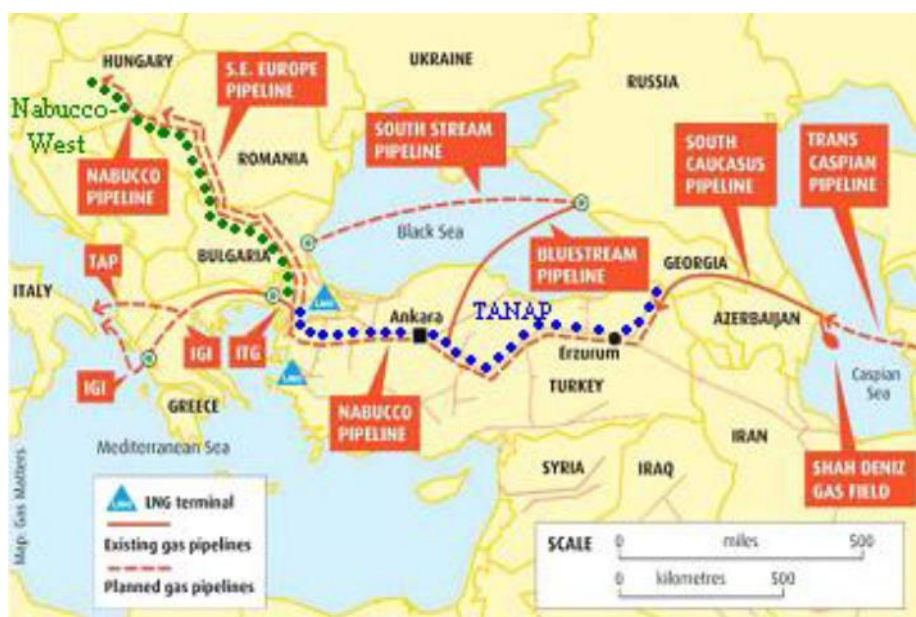 HUNGARY
S.E. EUROPE
PIPELINE
UKRAINE
RUSSIA
Nabucco-
West
NABUCCO
PIPELINE
ROMANIA
SOUTH STREAM
PIPELINE
SOUTH
CAUCASUS
PIPELINE
TRANS
CASPIAN
PIPELINE
Black Sea
BULGARIA
BLUESTREAM
PIPELINE
GEORGIA
TAP
ITALY
LNG
Ankara
TANAP
AZERBAIJAN
IGI
IGI
ITG
LNG
Erzurum
Caspian
Sea
GREECE
NABUCCO
PIPELINE
TURKEY
IRAN
Mediterranean Sea
SYRIA
IRAQ
SHAH DENIZ
GAS FIELD
Map: Gas Matters
LNG
LNG terminal
Existing gas pipelines
Planned gas pipelines
SCALE
0 miles 500
0 kilometres 500